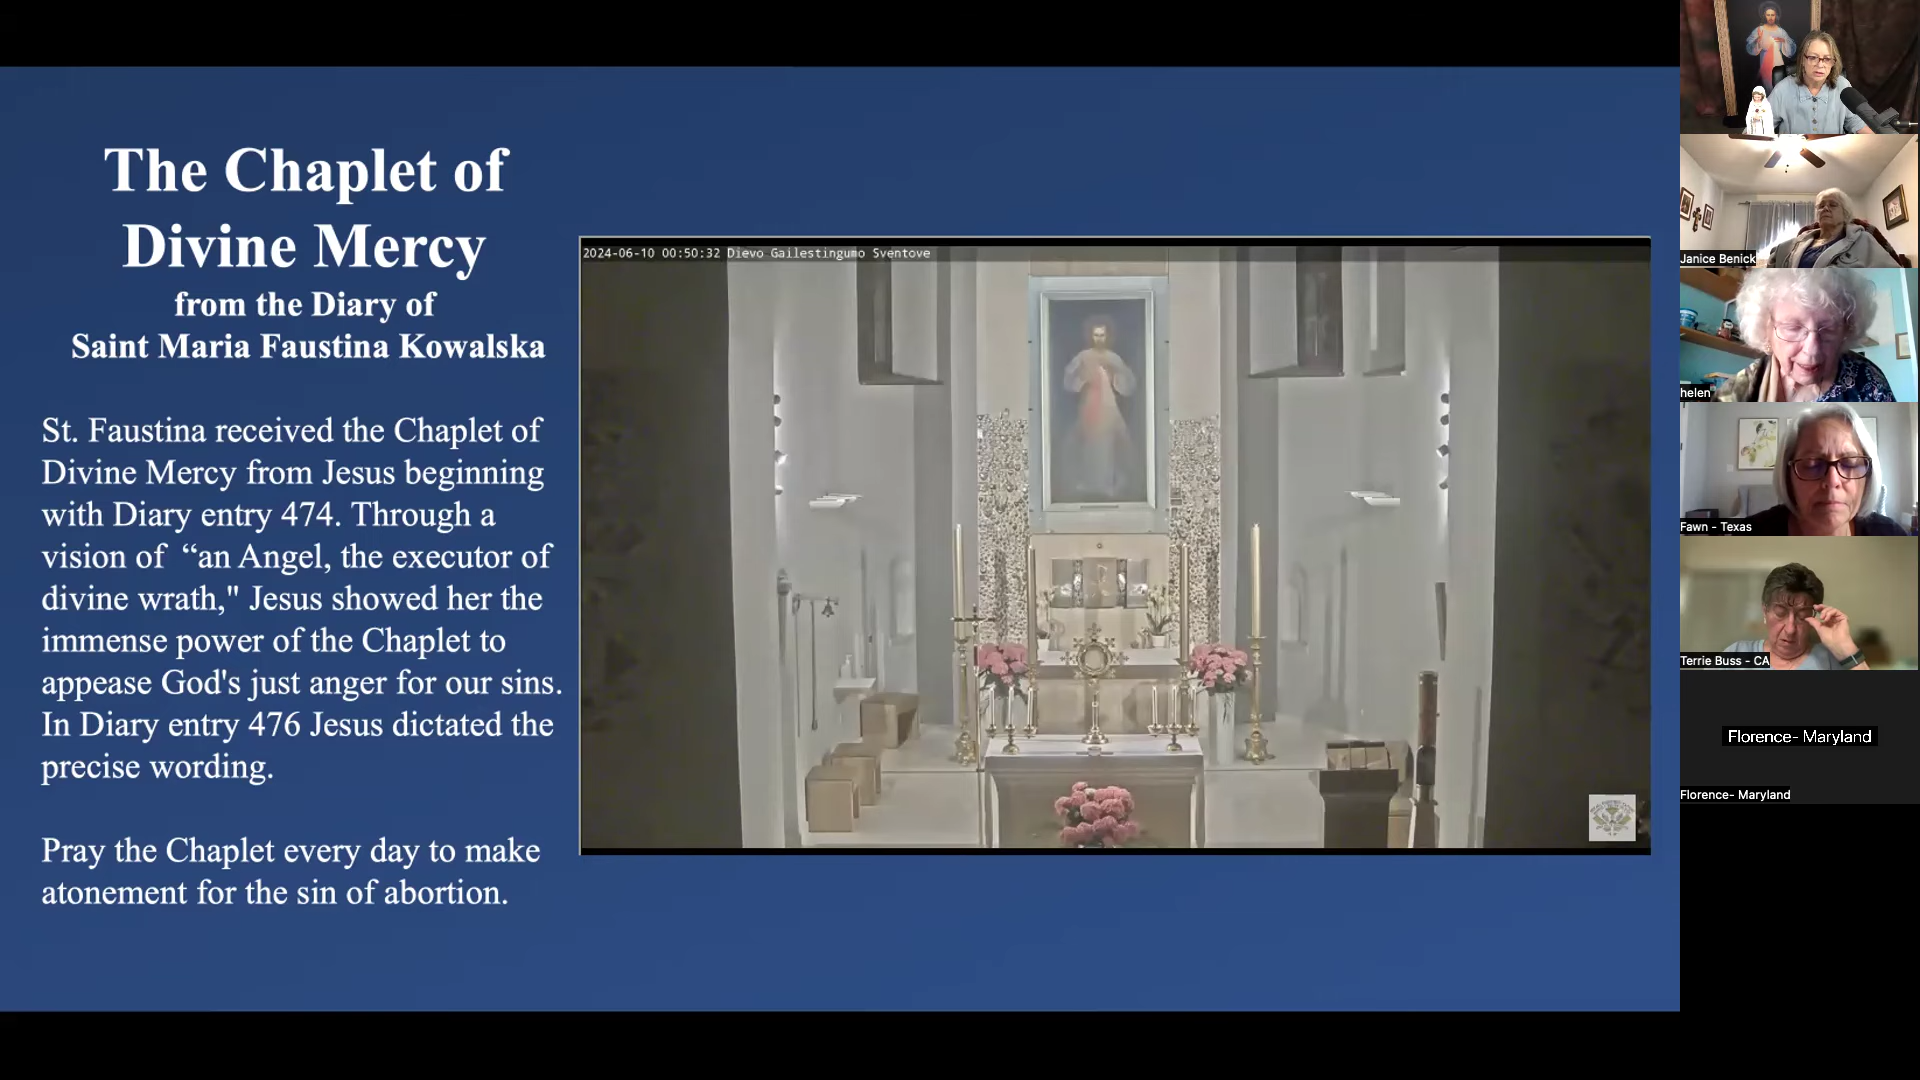 The Chaplet of
Divine Mercy
from the Diary of
Saint Maria Faustina Kowalska
St. Faustina received the Chaplet of
Divine Mercy from Jesus beginning
with Diary entry 474. Through a
vision of “an Angel, the executor of
divine wrath," Jesus showed her the
immense power of the Chaplet to
appease God's just anger for our sins.
In Diary entry 476 Jesus dictated the
precise wording.
Pray the Chaplet every day to make
atonement for the sin of abortion.
2024-06-10 00:50:32 Dievo Gailestingumo Sventove
Janice Benick
helen
Fawn - Texas
Terrie Buss - CA
Florence- Maryland
Florence- Maryland